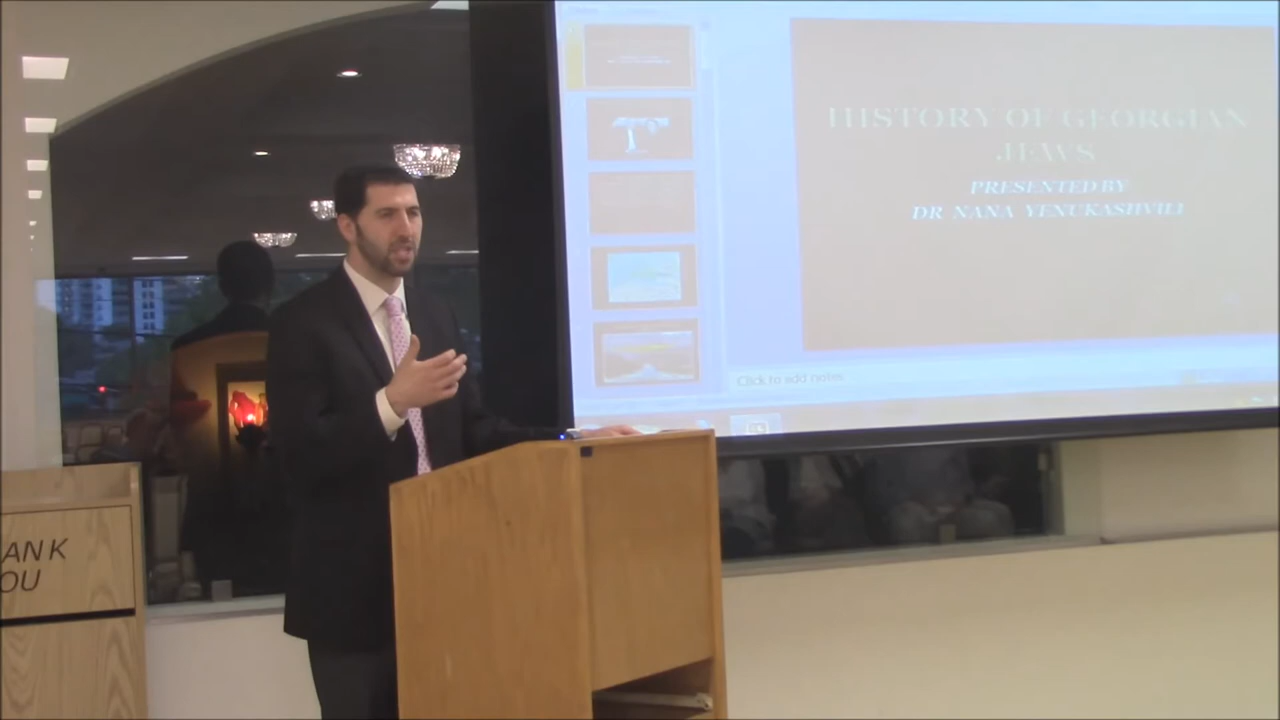 HISTORY OF GEORGIAN
JEWS
PRESENTED BY
DR NANA YENUKASHVILI
Click to add notes
ANK
OU